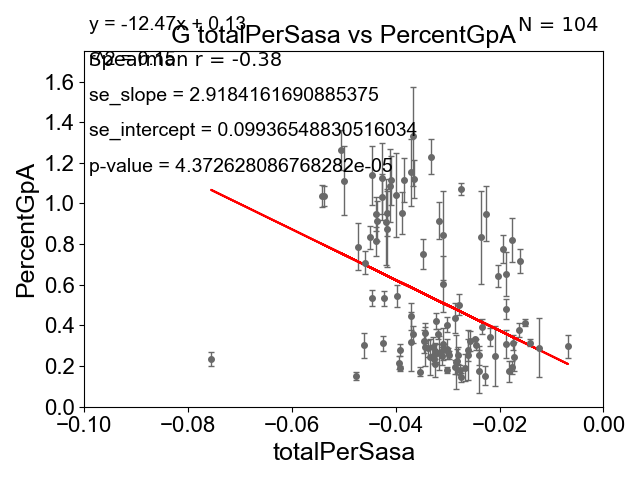 y = -12.47x + 0.13
N = 104
G totalPerSasa vs PercentGpA
Spearman r = -0.38
se_slope = 2.9184161690885375
se_intercept = 0.09936548830516034
p-value = 4.372628086768282e-05
PercentGpA
1.6
1.4
1.2
1.0
0.8
0.6
0.4
0.2
0.0
−0.10
−0.08
−0.06
−0.04
−0.02
0.00
totalPerSasa